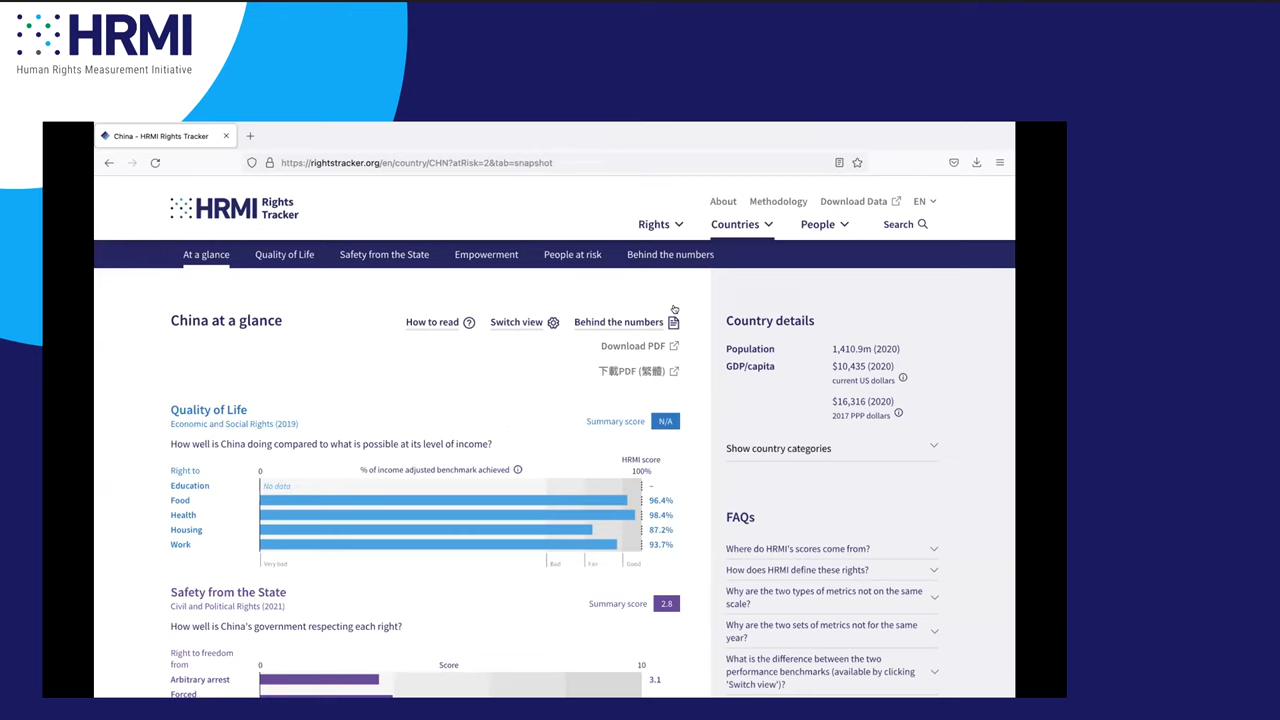 HRMI
Human Rights Measurement Initiative
China - HRMI Rights Tracker
https://rightstracker.org/en/country/CHN?atRisk=2&tab=snapshot
HRMI Rights Tracker
About Methodology Download Data EN
Rights Countries People Search
At a glance Quality of Life Safety from the State Empowerment People at risk Behind the numbers
China at a glance
How to read Switch view Behind the numbers
Download PDF
下載PDF (繁體)
Quality of Life
Economic and Social Rights (2019)
Summary score N/A
How well is China doing compared to what is possible at its level of income?
HRMI score
Right to 0 % of income adjusted benchmark achieved 100%
Education No data –
Food 96.4%
Health 98.4%
Housing 87.2%
Work 93.7%
Very bad Bad Fair Good
Safety from the State
Civil and Political Rights (2021)
Summary score 2.8
How well is China's government respecting each right?
Right to freedom
from 0 Score 10
Arbitrary arrest 3.1
Forced
Country details
Population 1,410.9m (2020)
GDP/capita $10,435 (2020)
current US dollars
$16,316 (2020)
2017 PPP dollars
Show country categories
FAQs
Where do HRMI's scores come from?
How does HRMI define these rights?
Why are the two types of metrics not on the same
scale?
Why are the two sets of metrics not for the same
year?
What is the difference between the two
performance benchmarks (available by clicking
'Switch view')?